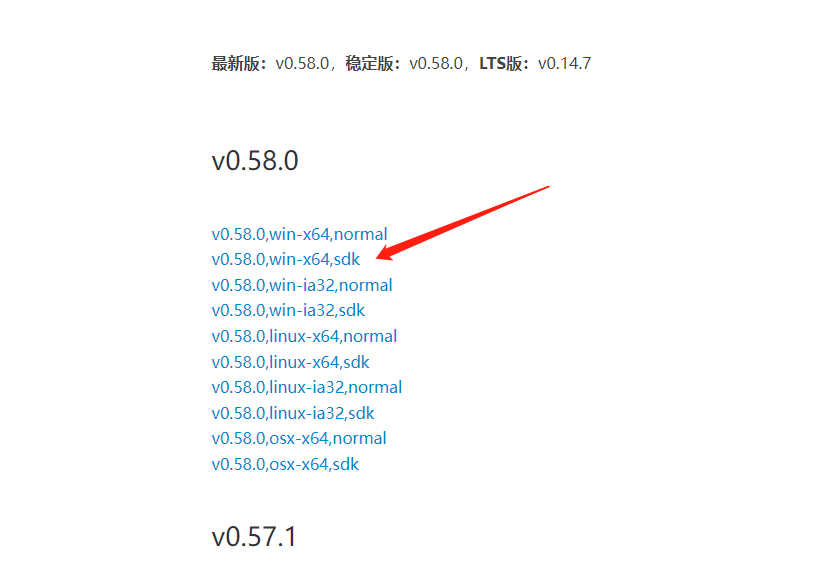 最新版：v0.58.0，稳定版：v0.58.0，LTS版：v0.14.7
v0.58.0
v0.58.0,win-x64,normal
v0.58.0,win-x64,sdk
v0.58.0,win-ia32,normal
v0.58.0,win-ia32,sdk
v0.58.0,linux-x64,normal
v0.58.0,linux-x64,sdk
v0.58.0,linux-ia32,normal
v0.58.0,linux-ia32,sdk
v0.58.0,osx-x64,normal
v0.58.0,osx-x64,sdk
v0.57.1